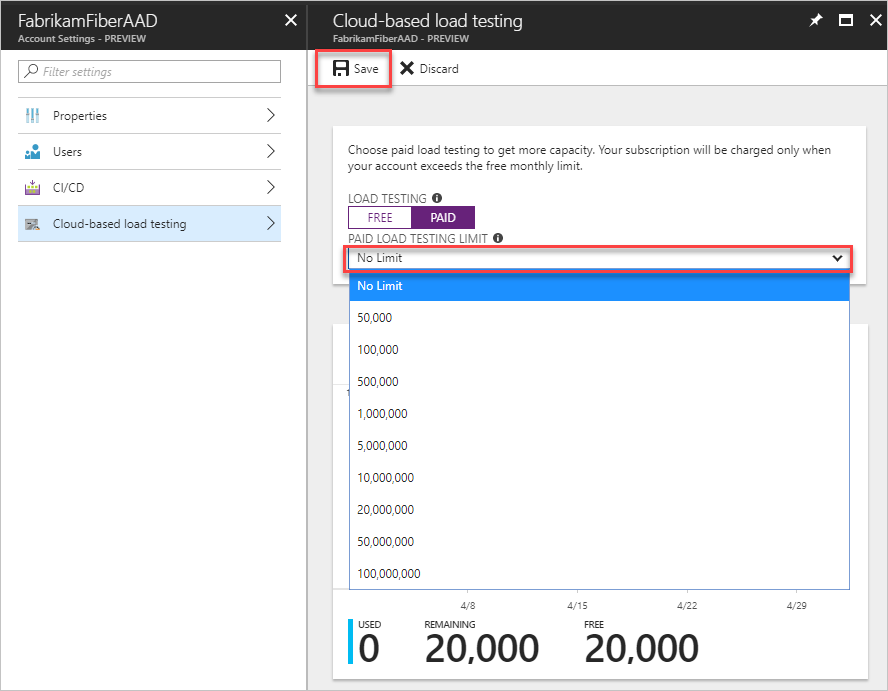 FabrikamFiberAAD
Account Settings - PREVIEW
Filter settings
Properties
Users
CI/CD
Cloud-based load testing
Cloud-based load testing
FabrikamFiberAAD - PREVIEW
Save
Discard
Choose paid load testing to get more capacity. Your subscription will be charged only when
your account exceeds the free monthly limit.
LOAD TESTING
FREE
PAID
PAID LOAD TESTING LIMIT
No Limit
No Limit
50,000
100,000
500,000
1,000,000
5,000,000
10,000,000
20,000,000
50,000,000
100,000,000
4/8
4/15
4/22
4/29
USED
0
REMAINING
20,000
FREE
20,000